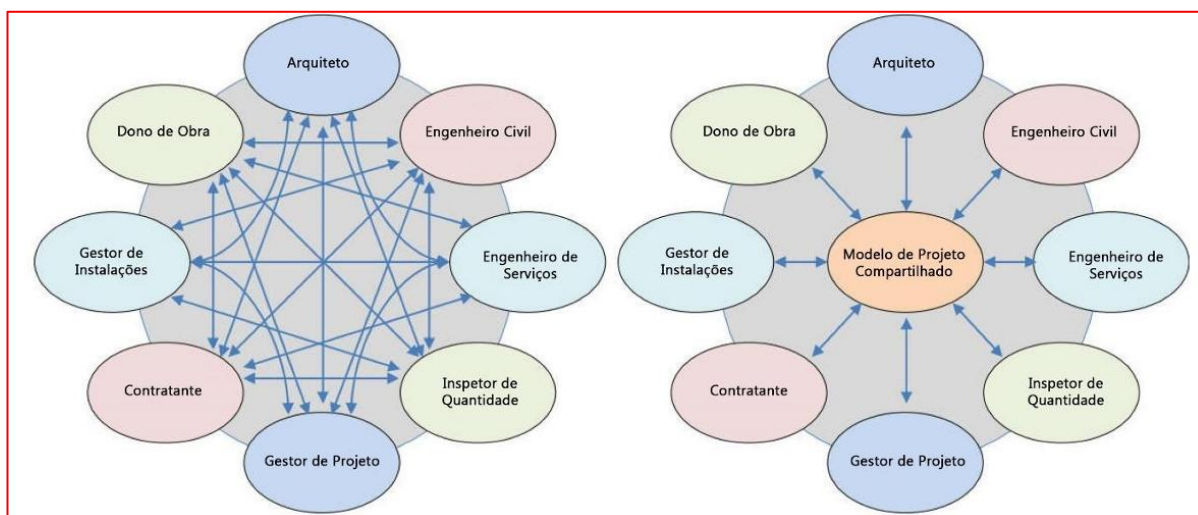 Arquiteto
Dono de Obra
Engenheiro Civil
Gestor de
Instalações
Engenheiro de
Serviços
Contratante
Inspetor de
Quantidade
Gestor de Projeto
Arquiteto
Dono de Obra
Engenheiro Civil
Gestor de
Instalações
Modelo de Projeto
Compartilhado
Engenheiro de
Serviços
Contratante
Inspetor de
Quantidade
Gestor de Projeto